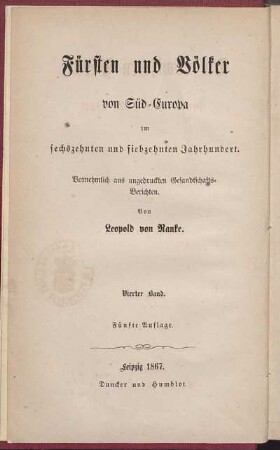 Fürsten und Völker
von Süd-Europa
im
sechszehnten und siebzehnten Jahrhundert.
Vornehmlich aus ungedruckten Gesandtschafts-
Berichten.
Von
Leopold von Ranke.
Vierter Band.
Fünfte Auflage.
Leipzig 1867.
Duncker und Humblot.